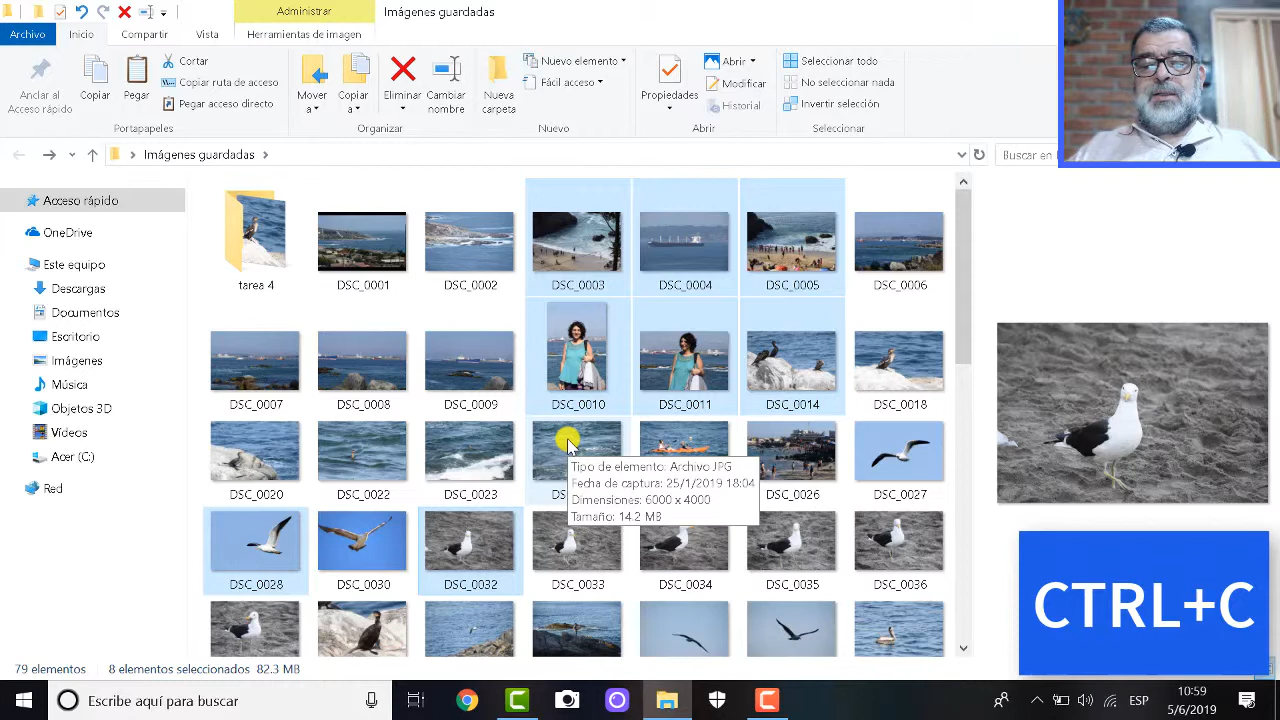 Administrar
Imágenes guardadas
Archivo
Inicio
Compartir
Vista
Herramientas de imagen
Anclar al
Acceso rápido
Copiar
Pegar
Cortar
Copiar ruta de acceso
Pegar acceso directo
Portapapeles
Mover
a
Copiar
a
Eliminar
Cambiar
nombre
Organizar
Nueva
carpeta
Nuevo elemento
Fácil acceso
Nuevo
Propiedades
Abrir
Modificar
Historial
Abrir
Seleccionar todo
No seleccionar nada
Invertir selección
Seleccionar
Imágenes guardadas
Buscar en
Acceso rápido
OneDrive
Este equipo
Descargas
Documentos
Escritorio
Imágenes
Música
Objetos 3D
Vídeos
Acer (C:)
Red
tarea 4
DSC_0001
DSC_0002
DSC_0003
DSC_0004
DSC_0005
DSC_0006
DSC_0007
DSC_0008
DSC_0009
DSC_0010
DSC_0011
DSC_0014
DSC_0018
DSC_0020
DSC_0022
DSC_0023
DSC_0026
DSC_0027
Tipo de elemento: Archivo JPG
Fecha de captura: 25/1/2019 18:04
Dimensiones: 6000 x 4000
Tamaño: 14.2 MB
DSC_0028
DSC_0030
DSC_0032
DSC_0033
DSC_0034
DSC_0035
DSC_0036
CTRL+C
79 elementos
8 elementos seleccionados
82.3 MB
Escribe aquí para buscar
ESP
10:59
5/6/2019